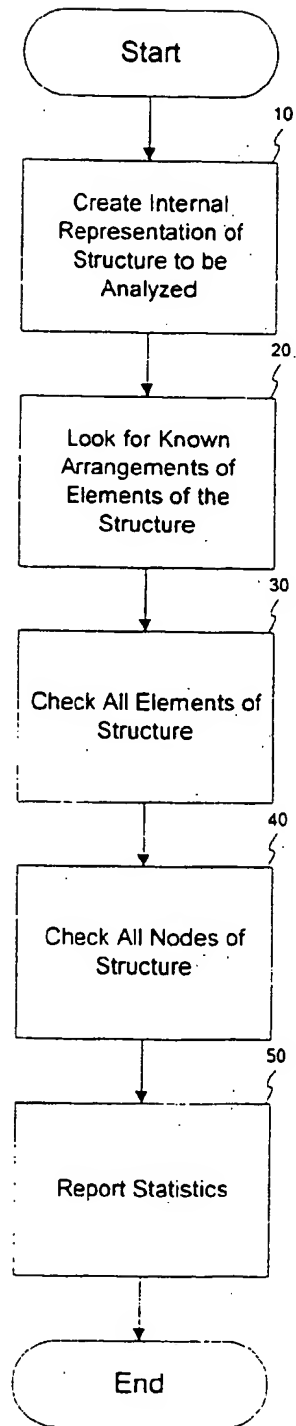 Start
10
Create Internal
Representation of
Structure to be
Analyzed
20
Look for Known
Arrangements of
Elements of the
Structure
30
Check All Elements of
Structure
40
Check All Nodes of
Structure
50
Report Statistics
End